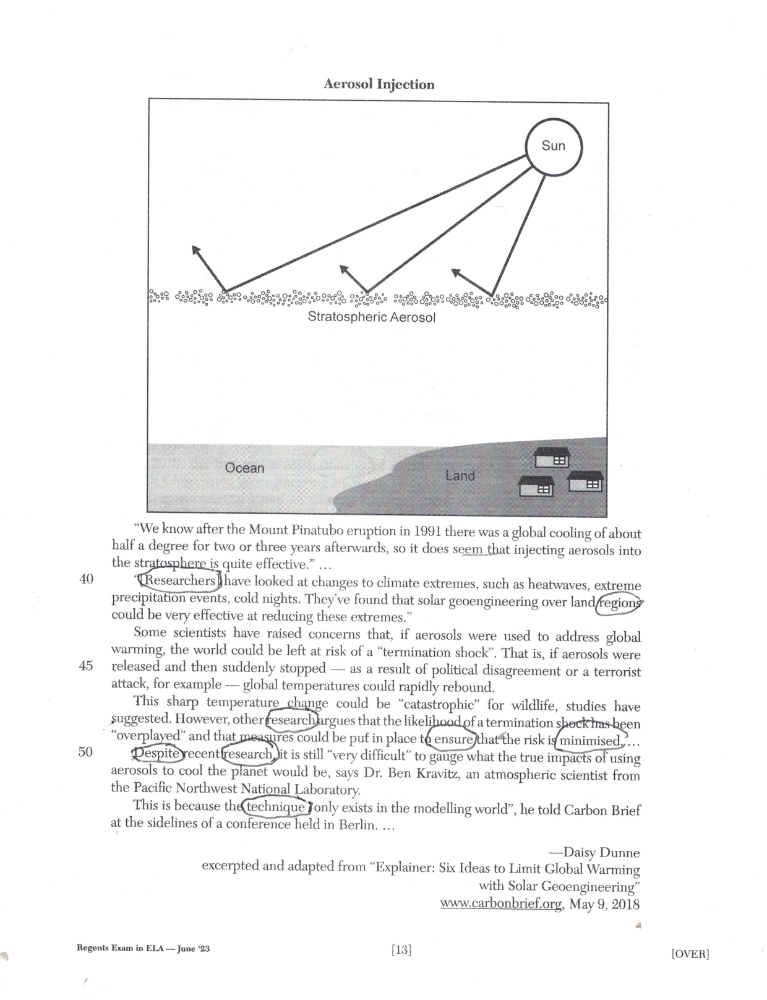 Aerosol Injection
Sun
Stratospheric Aerosol
Ocean
Land
“We know after the Mount Pinatubo eruption in 1991 there was a global cooling of about
half a degree for two or three years afterwards, so it does seem that injecting aerosols into
the stratosphere is quite effective.” …
40 “Researchers have looked at changes to climate extremes, such as heatwaves, extreme
precipitation events, cold nights. They’ve found that solar geoengineering over land regions
could be very effective at reducing these extremes.”
Some scientists have raised concerns that, if aerosols were used to address global
warming, the world could be left at risk of a “termination shock”. That is, if aerosols were
45 released and then suddenly stopped — as a result of political disagreement or a terrorist
attack, for example — global temperatures could rapidly rebound.
This sharp temperature change could be “catastrophic” for wildlife, studies have
suggested. However, other research argues that the likelihood of a termination shock has been
“overplayed” and that measures could be put in place to ensure that the risk is minimised. …
50 Despite recent research, it is still “very difficult” to gauge what the true impacts of using
aerosols to cool the planet would be, says Dr. Ben Kravitz, an atmospheric scientist from
the Pacific Northwest National Laboratory.
This is because the technique “only exists in the modelling world”, he told Carbon Brief
at the sidelines of a conference held in Berlin. …
—Daisy Dunne
excerpted and adapted from “Explainer: Six Ideas to Limit Global Warming
with Solar Geoengineering”
www.carbonbrief.org, May 9, 2018
Regents Exam in ELA — June ‘23 [13] [OVER]